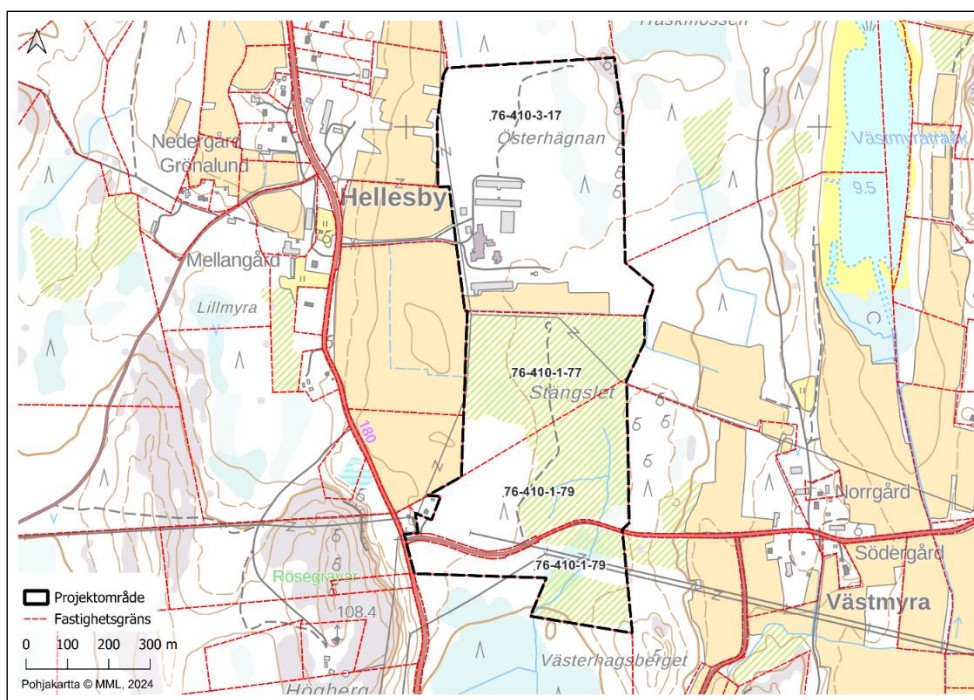 Träskmossen
76-410-3-17
Österhägnan
Nedergård
Grönalund
Hellesby
Västmyraträsk
9.5
Mellangård
Lillmyra
76-410-1-77
Stängslet
180
76-410-1-79
Norrgård
Södergård
76-410-1-79
Rösegravar
108.4
Västmyra
Västerhagsberget
Högberg
Projektområde
Fastighetsgräns
0 100 200 300 m
Pohjakartta © MML, 2024